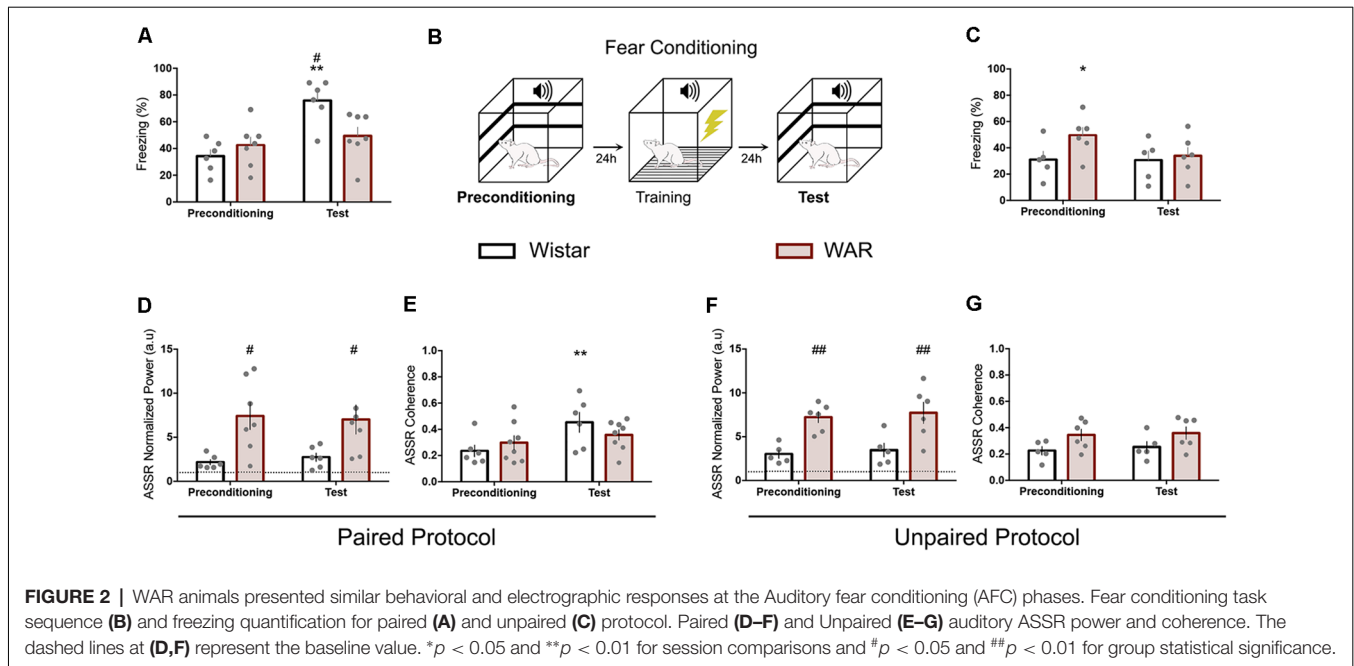 A
B
C
Fear Conditioning
#
**
*
Freezing (%)
100
80
60
40
20
0
Preconditioning
Test
24h
24h
Preconditioning
Training
Test
Freezing (%)
100
80
60
40
20
0
Preconditioning
Test
Wistar
WAR
D
E
F
G
ASSR Normalized Power (a.u)
15
10
5
0
#
#
Preconditioning
Test
ASSR Coherence
1.0
0.8
0.6
0.4
0.2
0.0
**
Preconditioning
Test
ASSR Normalized Power (a.u)
15
10
5
0
##
##
Preconditioning
Test
ASSR Coherence
1.0
0.8
0.6
0.4
0.2
0.0
Preconditioning
Test
Paired Protocol
Unpaired Protocol
FIGURE 2 | WAR animals presented similar behavioral and electrographic responses at the Auditory fear conditioning (AFC) phases. Fear conditioning task
sequence (B) and freezing quantification for paired (A) and unpaired (C) protocol. Paired (D–F) and Unpaired (E–G) auditory ASSR power and coherence. The
dashed lines at (D,F) represent the baseline value. *p < 0.05 and **p < 0.01 for session comparisons and #p < 0.05 and ##p < 0.01 for group statistical significance.